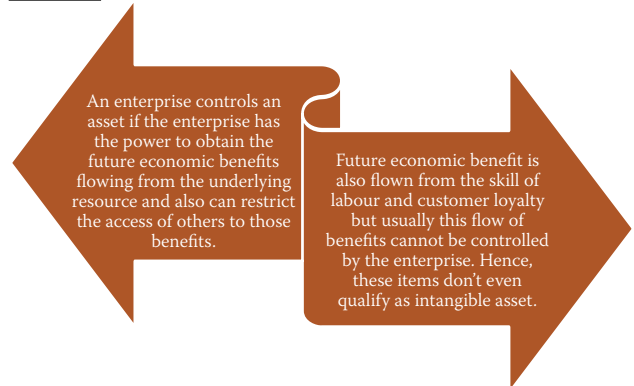 An enterprise controls an
asset if the enterprise has
the power to obtain the
future economic benefits
flowing from the underlying
resource and also can restrict
the access of others to those
benefits.
Future economic benefit is
also flown from the skill of
labour and customer loyalty
but usually this flow of
benefits cannot be controlled
by the enterprise. Hence,
these items don't even
qualify as intangible asset.